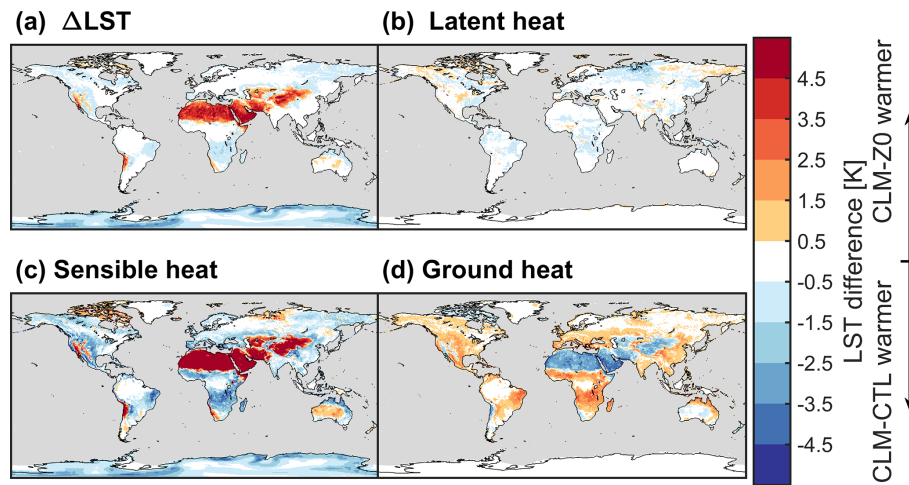 (a) ΔLST
(b) Latent heat
(c) Sensible heat
(d) Ground heat
4.5
3.5
2.5
1.5
0.5
-0.5
-1.5
-2.5
-3.5
-4.5
LST difference [K]
CLM-Z0 warmer
CLM-CTL warmer